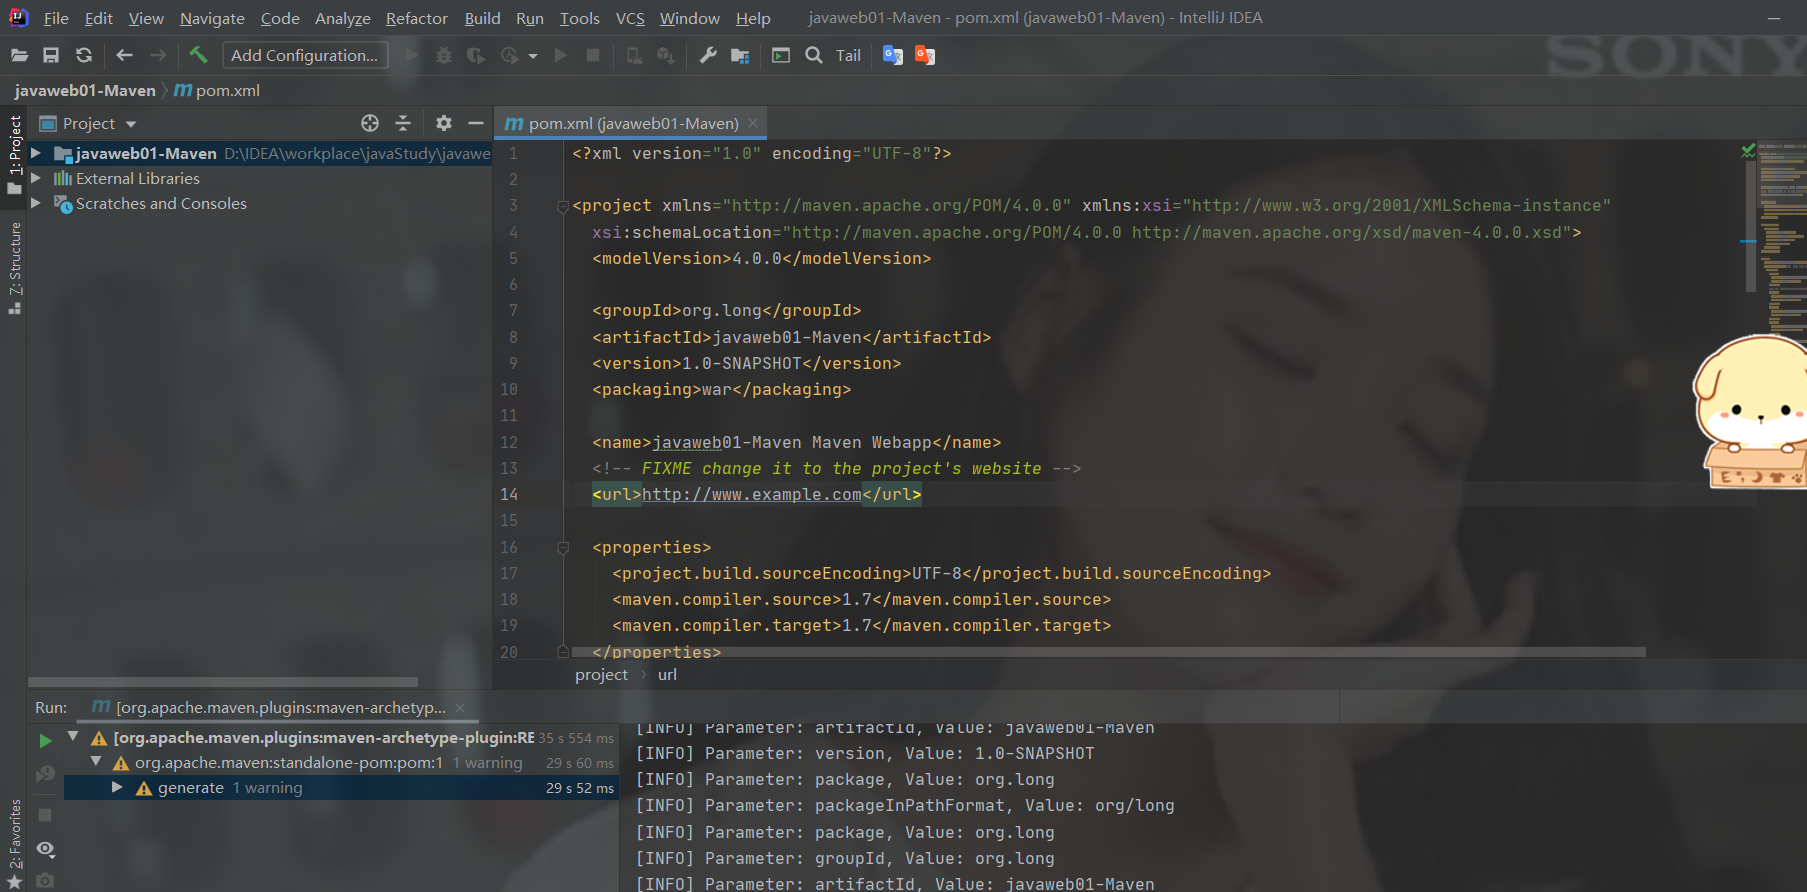 File Edit View Navigate Code Analyze Refactor Build Run Tools VCS Window Help javaweb01-Maven - pom.xml (javaweb01-Maven) - IntelliJ IDEA
Add Configuration... Tail
SONY
javaweb01-Maven pom.xml
1: Project
7: Structure
2: Favorites
Project
javaweb01-Maven D:\IDEA\workplace\javaStudy\javawe
External Libraries
Scratches and Consoles
pom.xml (javaweb01-Maven)
1 <?xml version="1.0" encoding="UTF-8"?>
2
3 <project xmlns="http://maven.apache.org/POM/4.0.0" xmlns:xsi="http://www.w3.org/2001/XMLSchema-instance"
4 xsi:schemaLocation="http://maven.apache.org/POM/4.0.0 http://maven.apache.org/xsd/maven-4.0.0.xsd">
5 <modelVersion>4.0.0</modelVersion>
6
7 <groupId>org.long</groupId>
8 <artifactId>javaweb01-Maven</artifactId>
9 <version>1.0-SNAPSHOT</version>
10 <packaging>war</packaging>
11
12 <name>javaweb01-Maven Maven Webapp</name>
13 <!-- FIXME change it to the project's website -->
14 <url>http://www.example.com</url>
15
16 <properties>
17 <project.build.sourceEncoding>UTF-8</project.build.sourceEncoding>
18 <maven.compiler.source>1.7</maven.compiler.source>
19 <maven.compiler.target>1.7</maven.compiler.target>
20 </properties>
project url
Run: [org.apache.maven.plugins:maven-archetyp...
[org.apache.maven.plugins:maven-archetype-plugin:RE 35 s 554 ms
org.apache.maven:standalone-pom:pom:1 1 warning 29 s 60 ms
generate 1 warning 29 s 52 ms
[INFO] Parameter: artifactId, Value: javaweb01-Maven
[INFO] Parameter: version, Value: 1.0-SNAPSHOT
[INFO] Parameter: package, Value: org.long
[INFO] Parameter: packageInPathFormat, Value: org/long
[INFO] Parameter: package, Value: org.long
[INFO] Parameter: groupId, Value: org.long
[INFO] Parameter: artifactId, Value: javaweb01-Maven